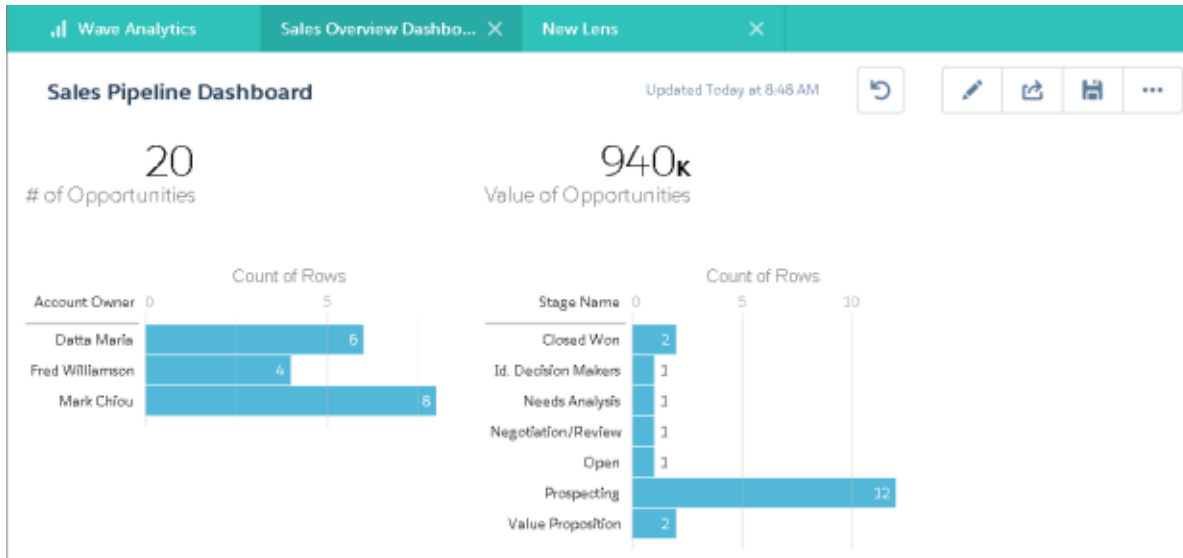 Wave Analytics
Sales Overview Dashbo...
New Lens
Sales Pipeline Dashboard
Updated Today at 8:48 AM
20
# of Opportunities
940K
Value of Opportunities
Count of Rows
Account Owner 0 5
Datta Maria 6
Fred Williamson 4
Mark Chiou 8
Count of Rows
Stage Name 0 5 10
Closed Won 2
Id. Decision Makers 1
Needs Analysis 1
Negotiation/Review 1
Open 1
Prospecting 12
Value Proposition 2